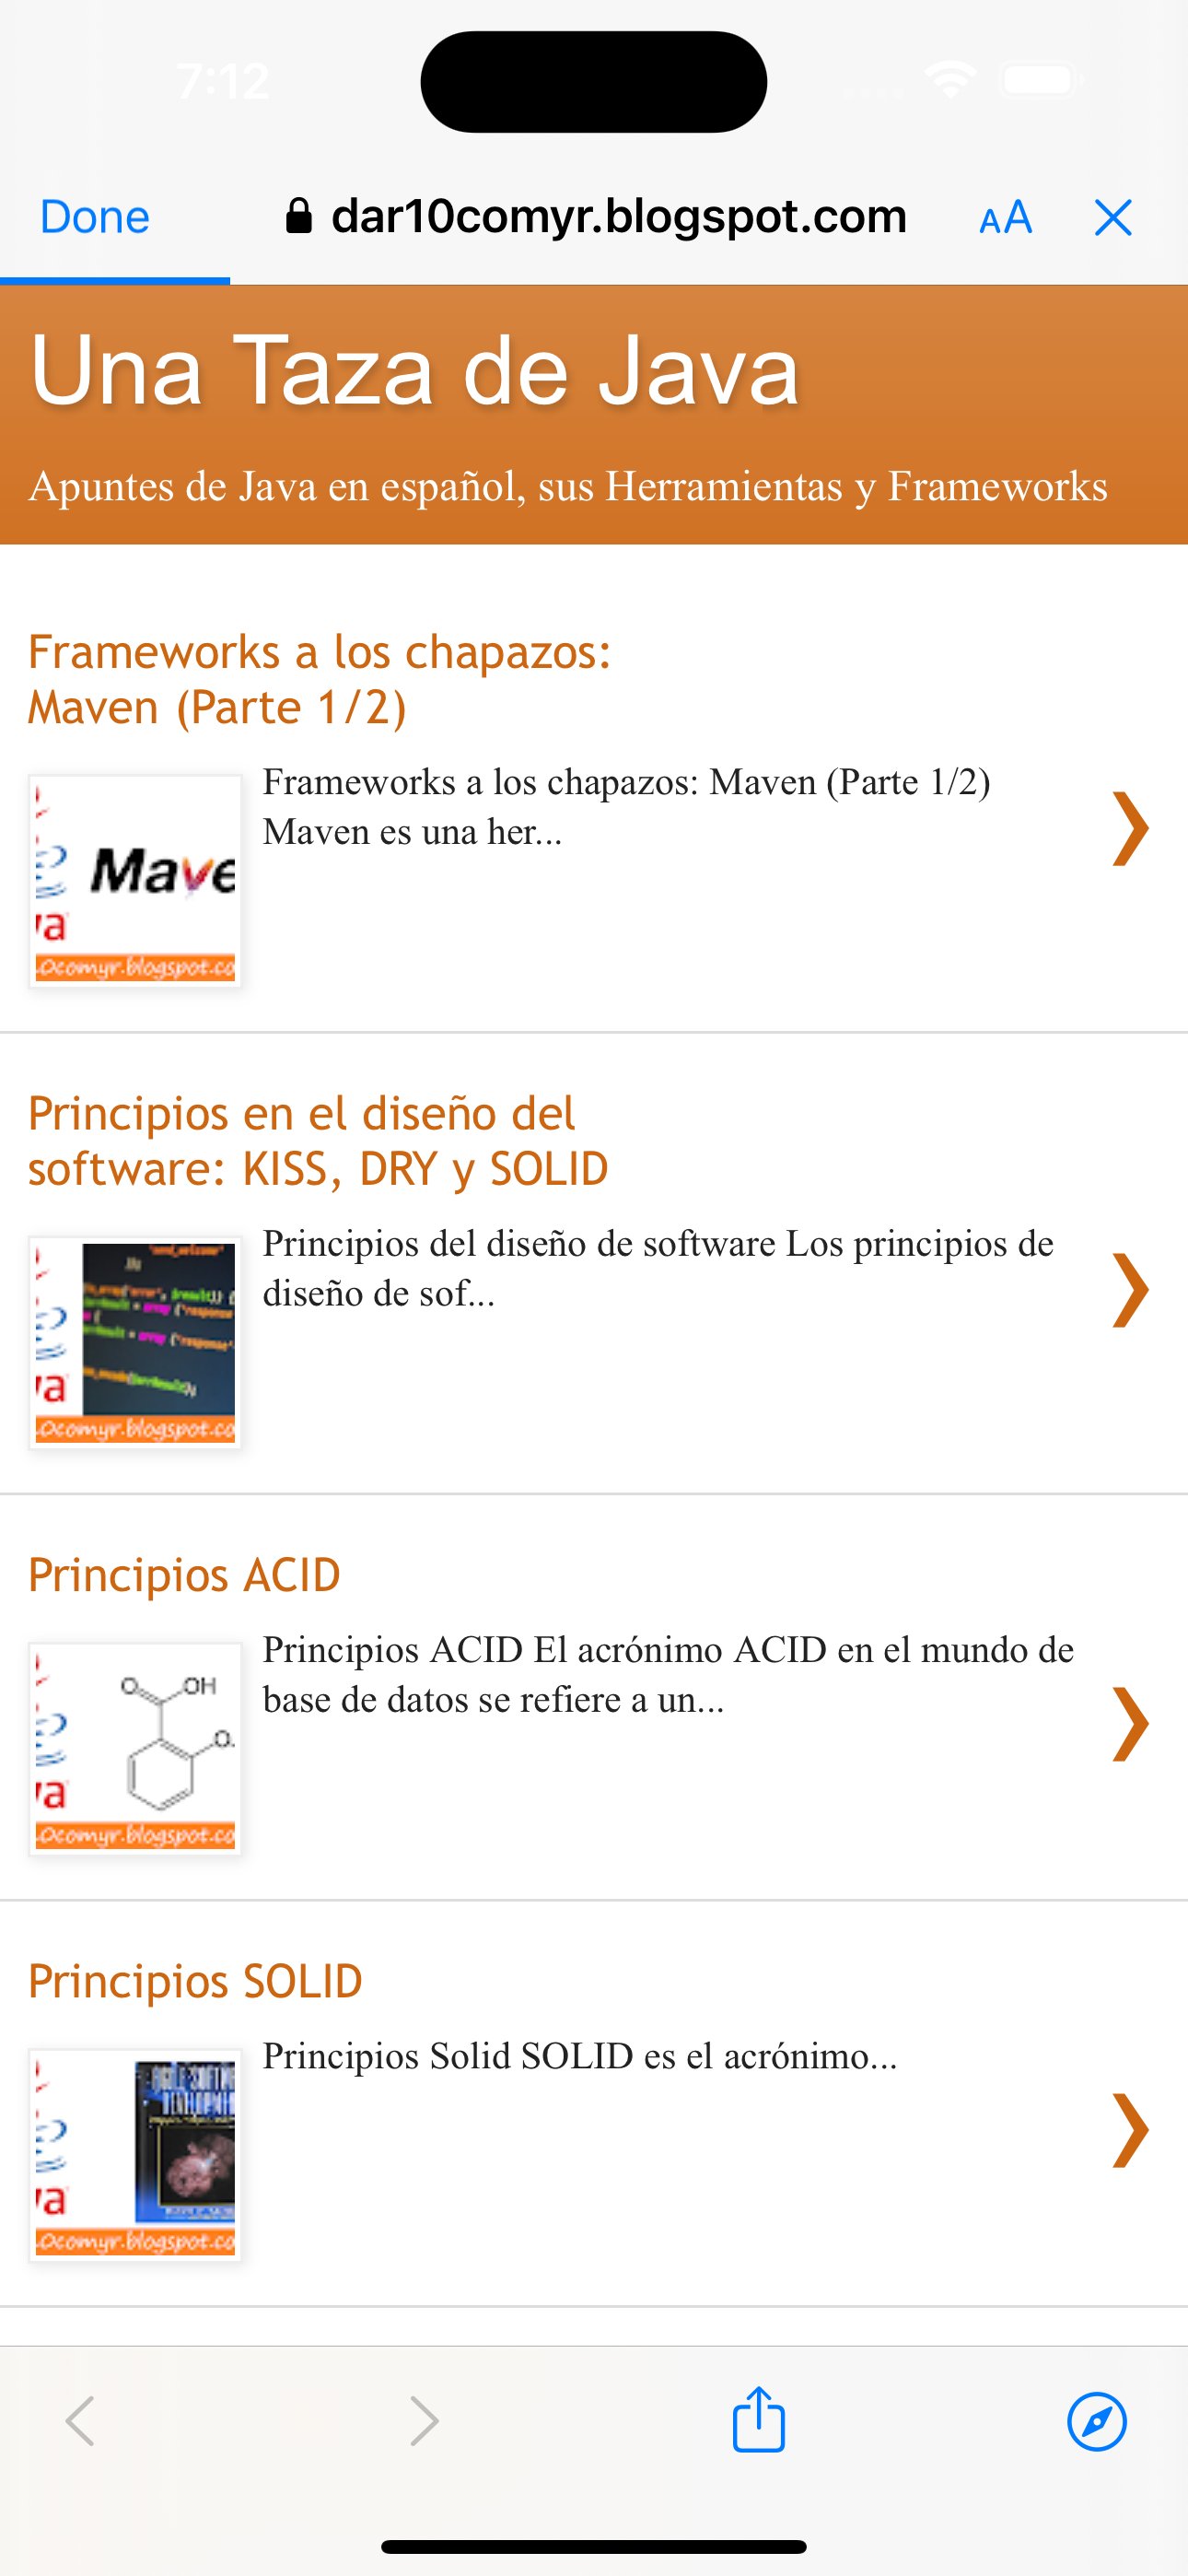 7:12
Done
dar10comyr.blogspot.com
AA
Una Taza de Java
Apuntes de Java en español, sus Herramientas y Frameworks
Frameworks a los chapazos:
Maven (Parte 1/2)
Frameworks a los chapazos: Maven (Parte 1/2)
Maven es una her...
Mave
va
0comyr.blogspot.co
Principios en el diseño del
software: KISS, DRY y SOLID
Principios del diseño de software Los principios de
diseño de sof...
va
0comyr.blogspot.co
Principios ACID
Principios ACID El acrónimo ACID en el mundo de
base de datos se refiere a un...
O OH
O
va
0comyr.blogspot.co
Principios SOLID
Principios Solid SOLID es el acrónimo...
va
0comyr.blogspot.co